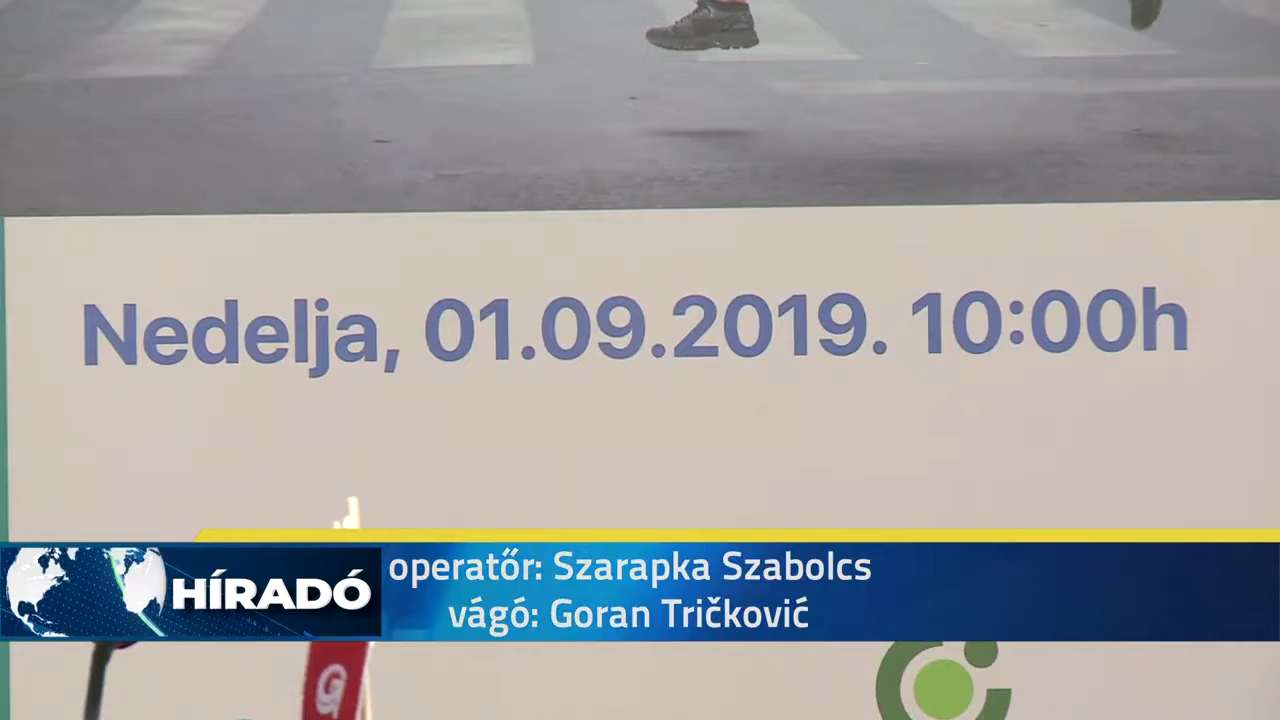 Nedelja, 01.09.2019. 10:00h
operatőr: Szarapka Szabolcs
HÍRADÓ
vágó: Goran Tričković
G